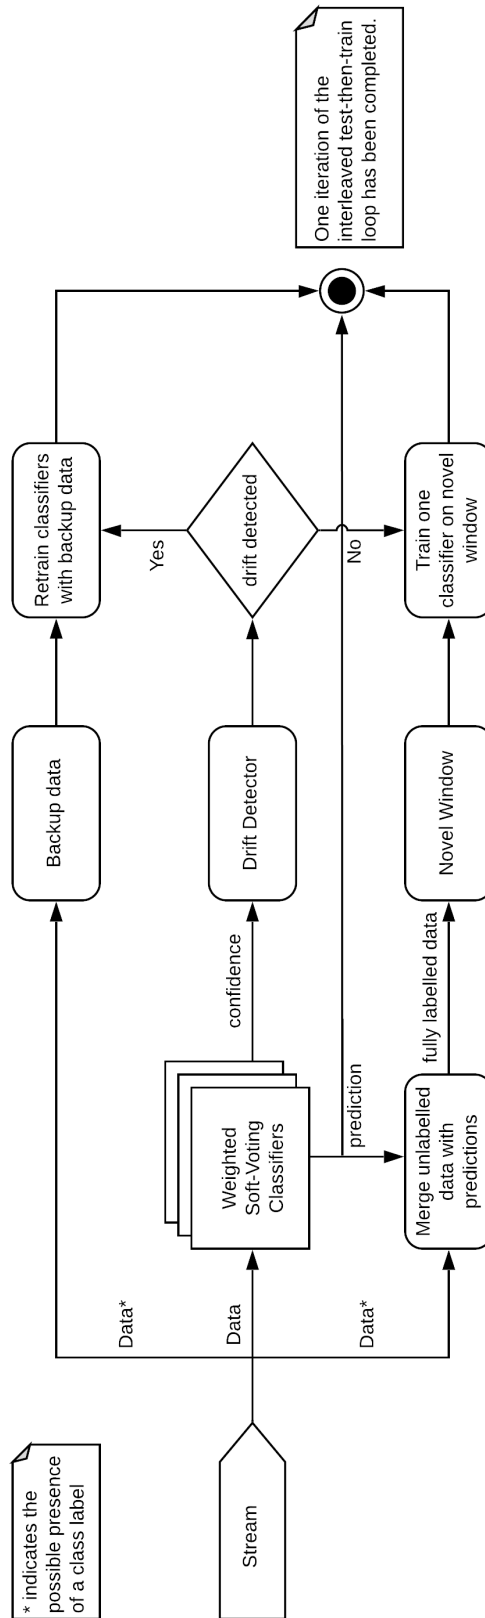 * indicates the
possible presence
of a class label
Stream
Data*
Data
Data*
Weighted
Soft-Voting
Classifiers
prediction
Merge unlabelled
data with
predictions
confidence
fully labelled data
Backup data
Drift Detector
Novel Window
Retrain classifiers
with backup data
Yes
drift detected
No
Train one
classifier on novel
window
One iteration of the
interleaved test-then-train
loop has been completed.